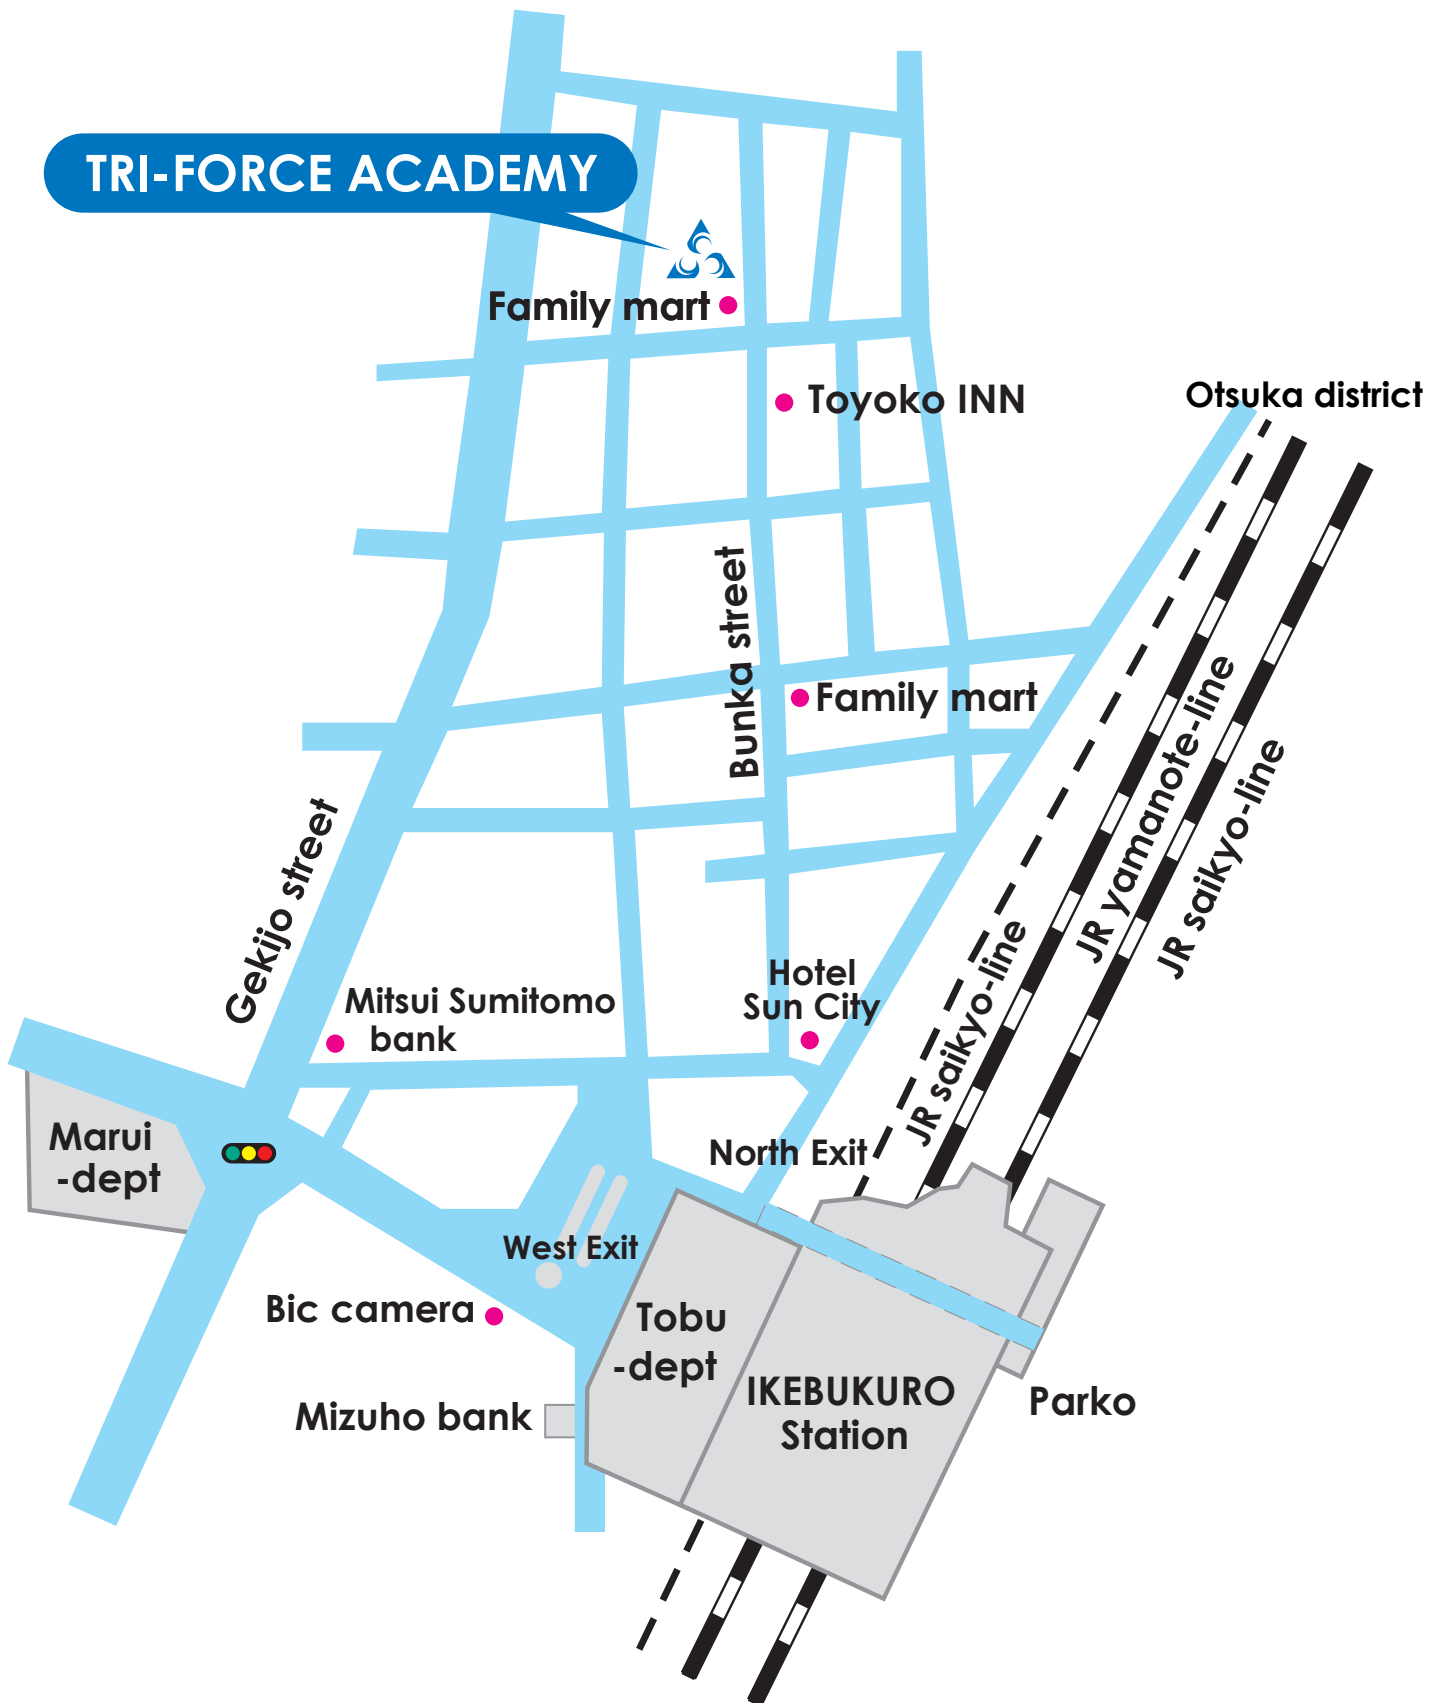 TRI-FORCE ACADEMY
Family mart
Toyoko INN
Otsuka district
Bunka street
Family mart
JR yamanote-line
JR saikyo-line
Gekijo street
JR saikyo-line
Hotel
Sun City
Mitsui Sumitomo
bank
Marui
-dept
North Exit
West Exit
Bic camera
Tobu
-dept
IKEBUKURO
Station
Parko
Mizuho bank